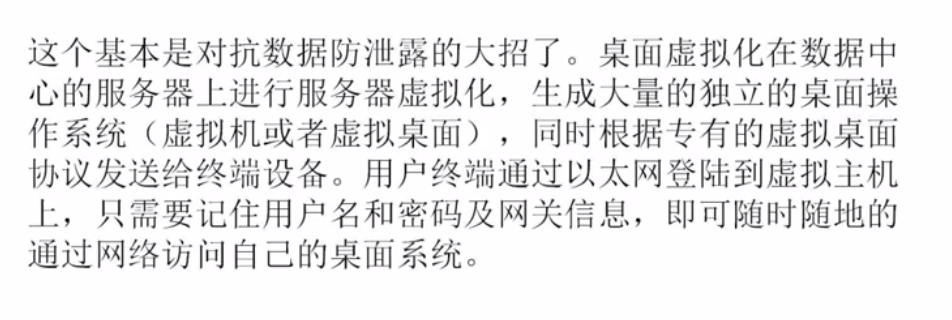 这个基本是对抗数据防泄露的大招了。桌面虚拟化在数据中
心的服务器上进行服务器虚拟化，生成大量的独立的桌面操
作系统（虚拟机或者虚拟桌面），同时根据专有的虚拟桌面
协议发送给终端设备。用户终端通过以太网登陆到虚拟主机
上，只需要记住用户名和密码及网关信息，即可随时随地的
通过网络访问自己的桌面系统。